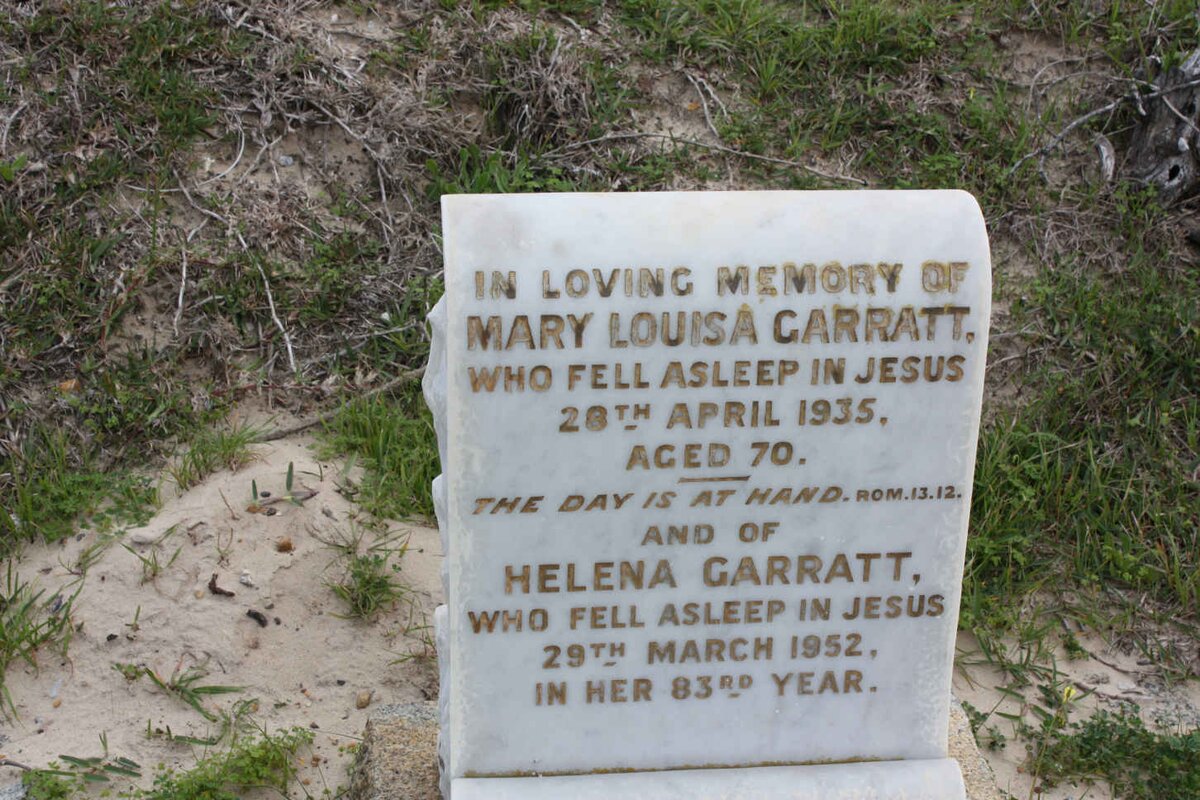 IN LOVING MEMORY OF
MARY LOUISA GARRATT,
WHO FELL ASLEEP IN JESUS
28TH APRIL 1935,
AGED 70.
THE DAY IS AT HAND. ROM.13.12.
AND OF
HELENA GARRATT,
WHO FELL ASLEEP IN JESUS
29TH MARCH 1952,
IN HER 83RD YEAR.